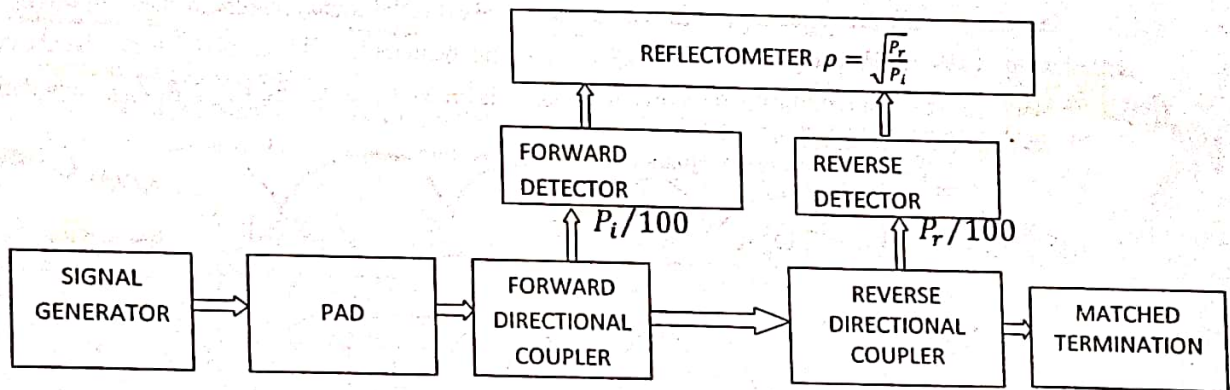 REFLECTOMETER ρ = √(P_r/P_i)
FORWARD
DETECTOR
REVERSE
DETECTOR
P_i/100
P_r/100
SIGNAL
GENERATOR
PAD
FORWARD
DIRECTIONAL
COUPLER
REVERSE
DIRECTIONAL
COUPLER
MATCHED
TERMINATION